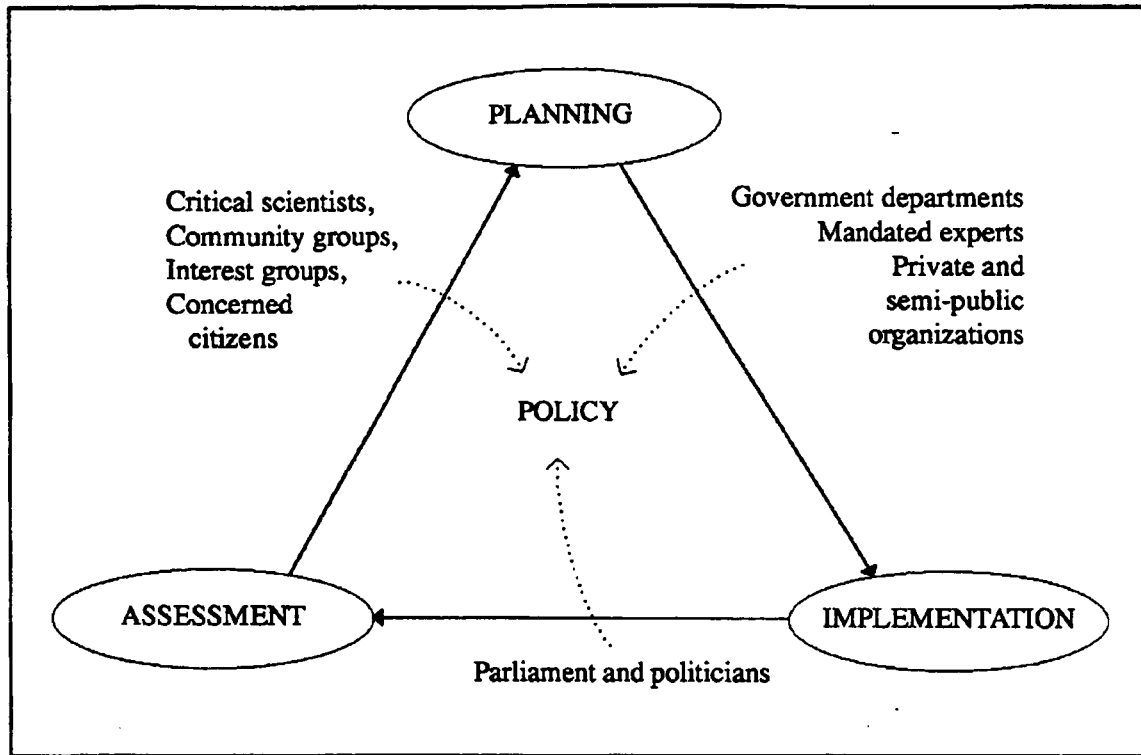 PLANNING
Critical scientists,
Community groups,
Interest groups,
Concerned
citizens
Government departments
Mandated experts
Private and
semi-public
organizations
POLICY
ASSESSMENT
IMPLEMENTATION
Parliament and politicians